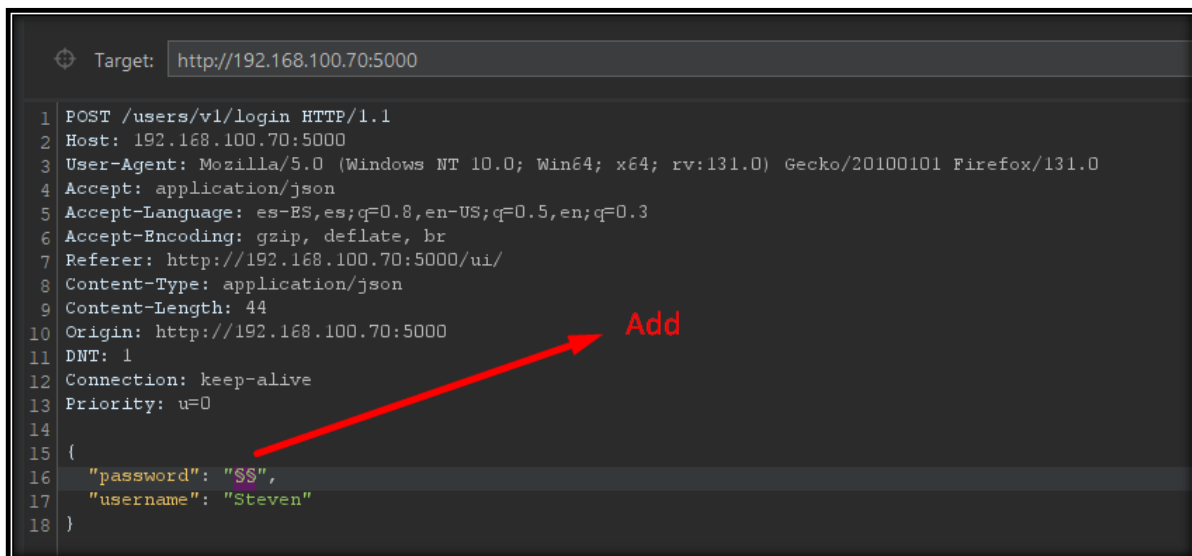 Target: http://192.168.100.70:5000
1 POST /users/v1/login HTTP/1.1
2 Host: 192.168.100.70:5000
3 User-Agent: Mozilla/5.0 (Windows NT 10.0; Win64; x64; rv:131.0) Gecko/20100101 Firefox/131.0
4 Accept: application/json
5 Accept-Language: es-ES,es;q=0.8,en-US;q=0.5,en;q=0.3
6 Accept-Encoding: gzip, deflate, br
7 Referer: http://192.168.100.70:5000/ui/
8 Content-Type: application/json
9 Content-Length: 44
10 Origin: http://192.168.100.70:5000
Add
11 DNT: 1
12 Connection: keep-alive
13 Priority: u=0
14
15 {
16 "password": "§§",
17 "username": "Steven"
18 }